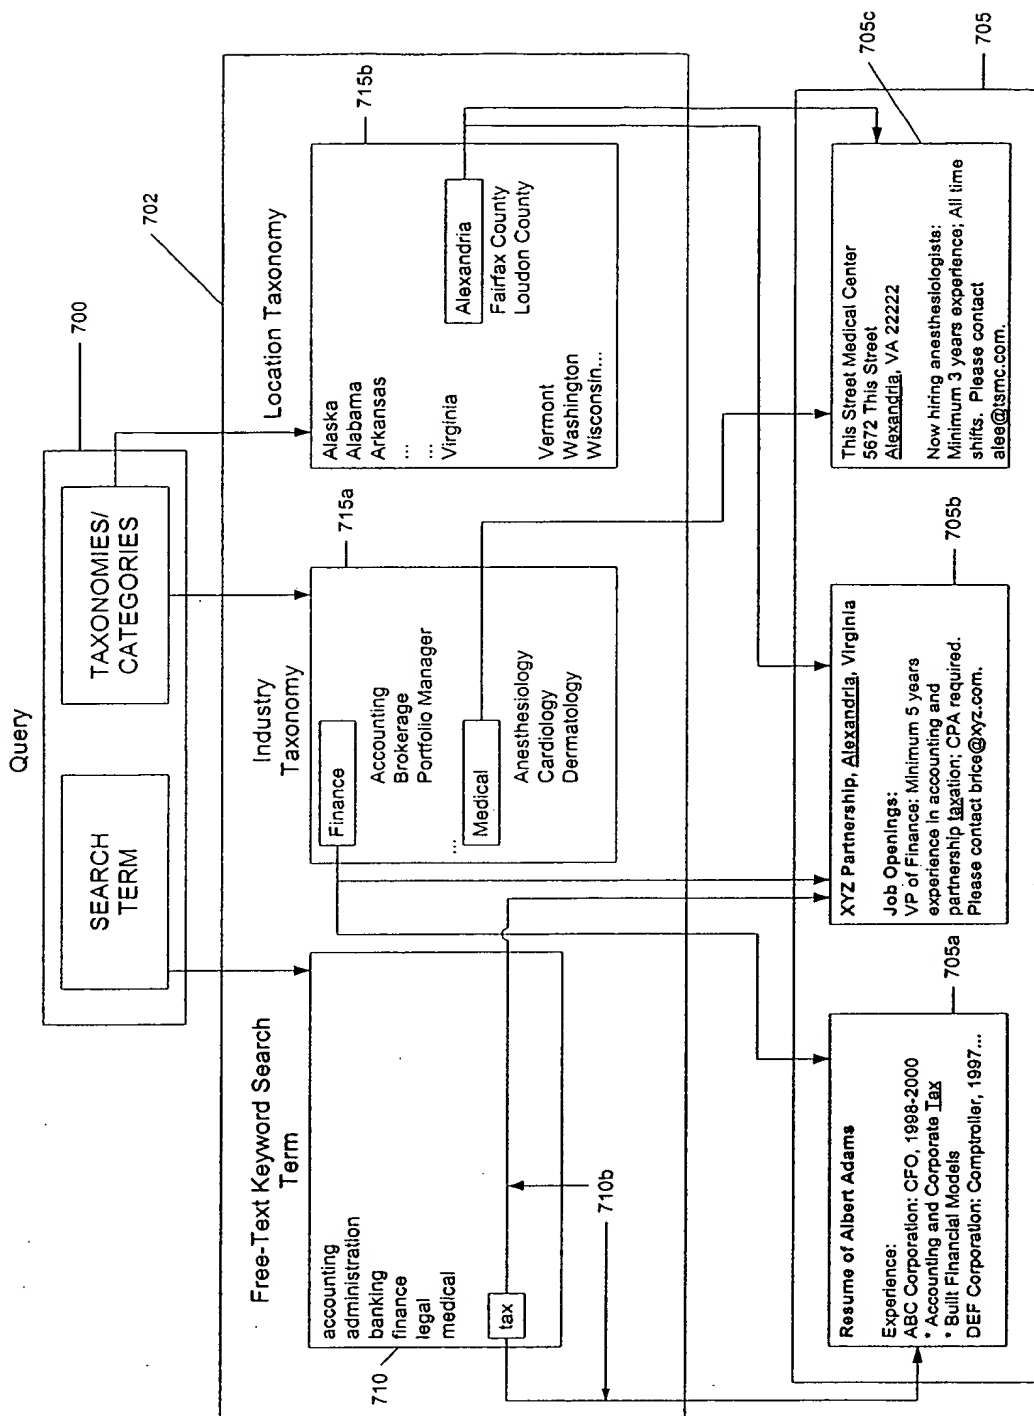 Query
700
SEARCH
TERM
TAXONOMIES/
CATEGORIES
702
Free-Text Keyword Search
Term
accounting
administration
banking
finance
legal
medical
tax
710
710b
Industry
Taxonomy
715a
Finance
Accounting
Brokerage
Portfolio Manager
...
Medical
Anesthesiology
Cardiology
Dermatology
Location Taxonomy
715b
Alaska
Alabama
Arkansas
...
...
Virginia
Alexandria
Fairfax County
Loudon County
Vermont
Washington
Wisconsin...
705
Resume of Albert Adams
Experience:
ABC Corporation: CFO, 1998-2000
* Accounting and Corporate Tax
* Built Financial Models
DEF Corporation: Comptroller, 1997...
705a
XYZ Partnership, Alexandria, Virginia
Job Openings:
VP of Finance: Minimum 5 years
experience in accounting and
partnership taxation; CPA required.
Please contact brice@xyz.com.
705b
This Street Medical Center
5672 This Street
Alexandria, VA 22222
Now hiring anesthesiologists:
Minimum 3 years experience; All time
shifts. Please contact
alee@tsmc.com.
705c